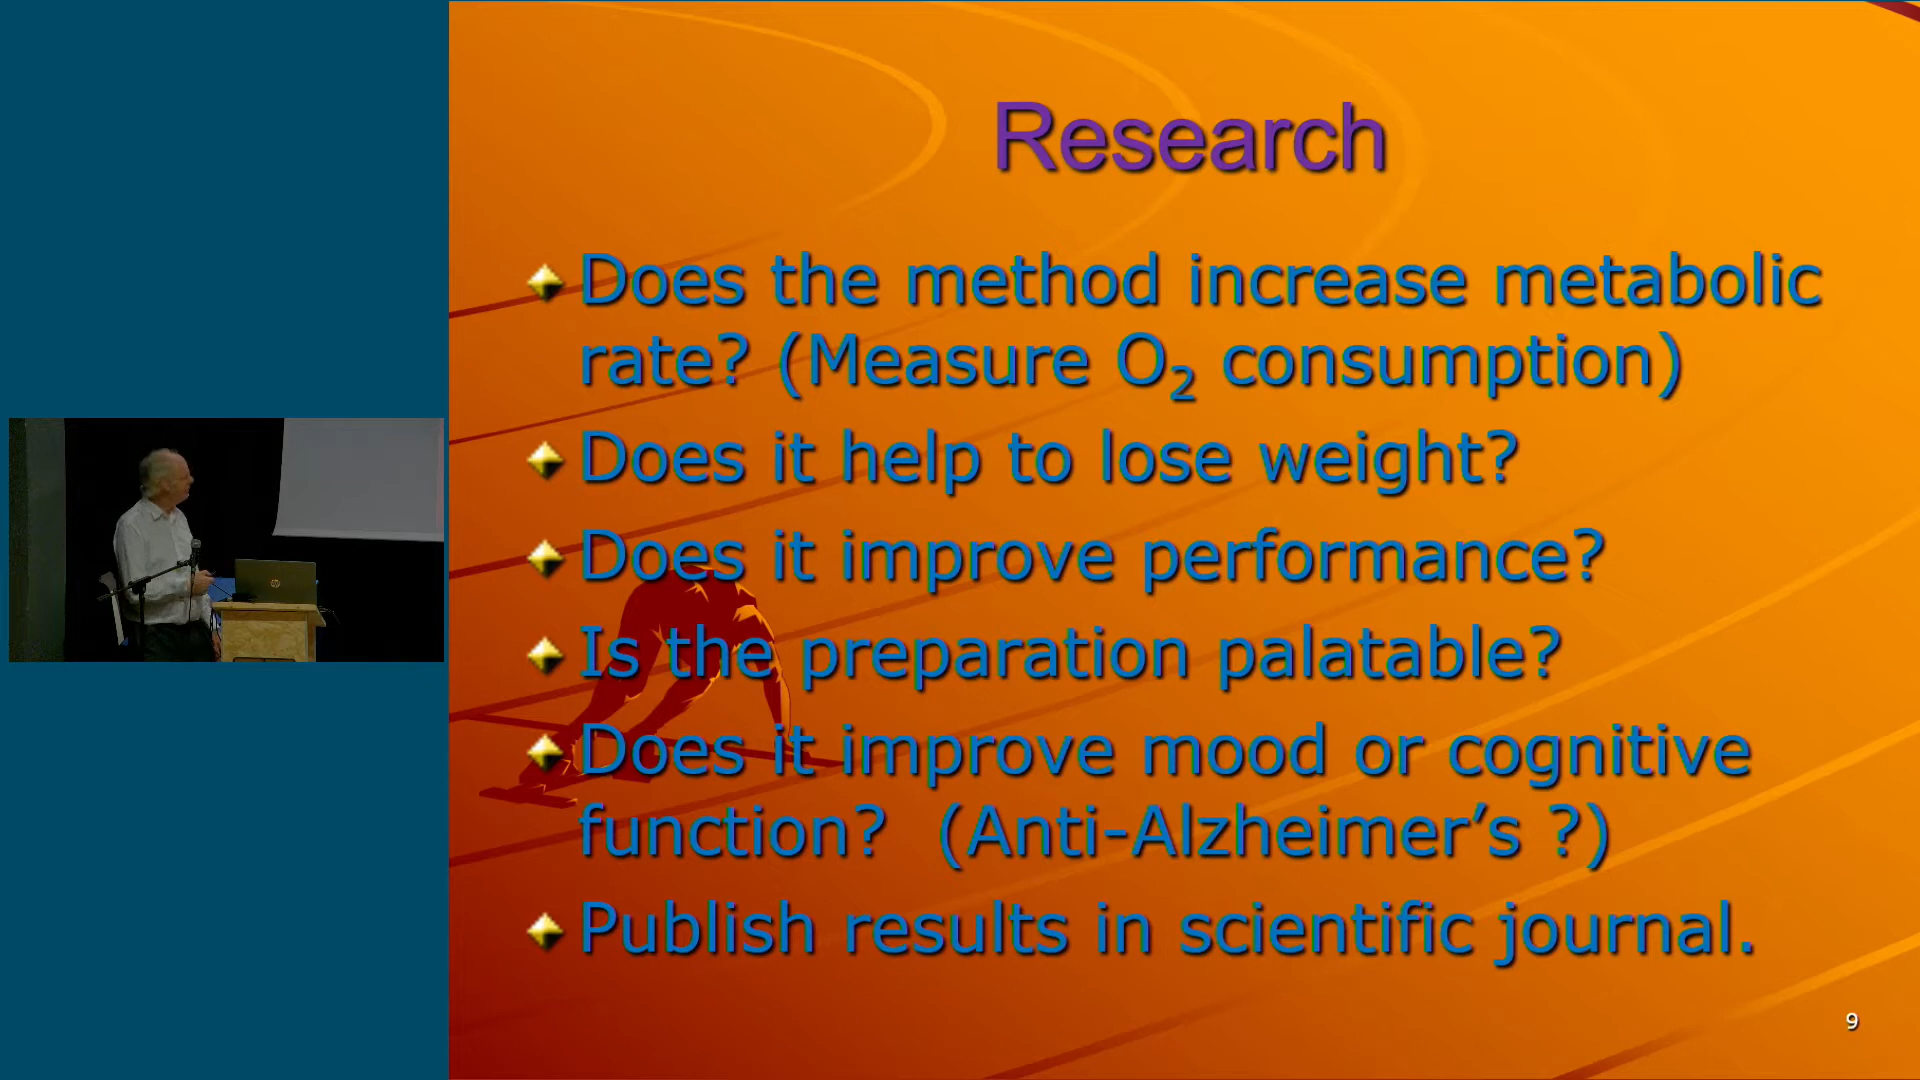 Research
Does the method increase metabolic
rate? (Measure O₂ consumption)
Does it help to lose weight?
Does it improve performance?
Is the preparation palatable?
Does it improve mood or cognitive
function?  (Anti-Alzheimer’s ?)
Publish results in scientific journal.
9